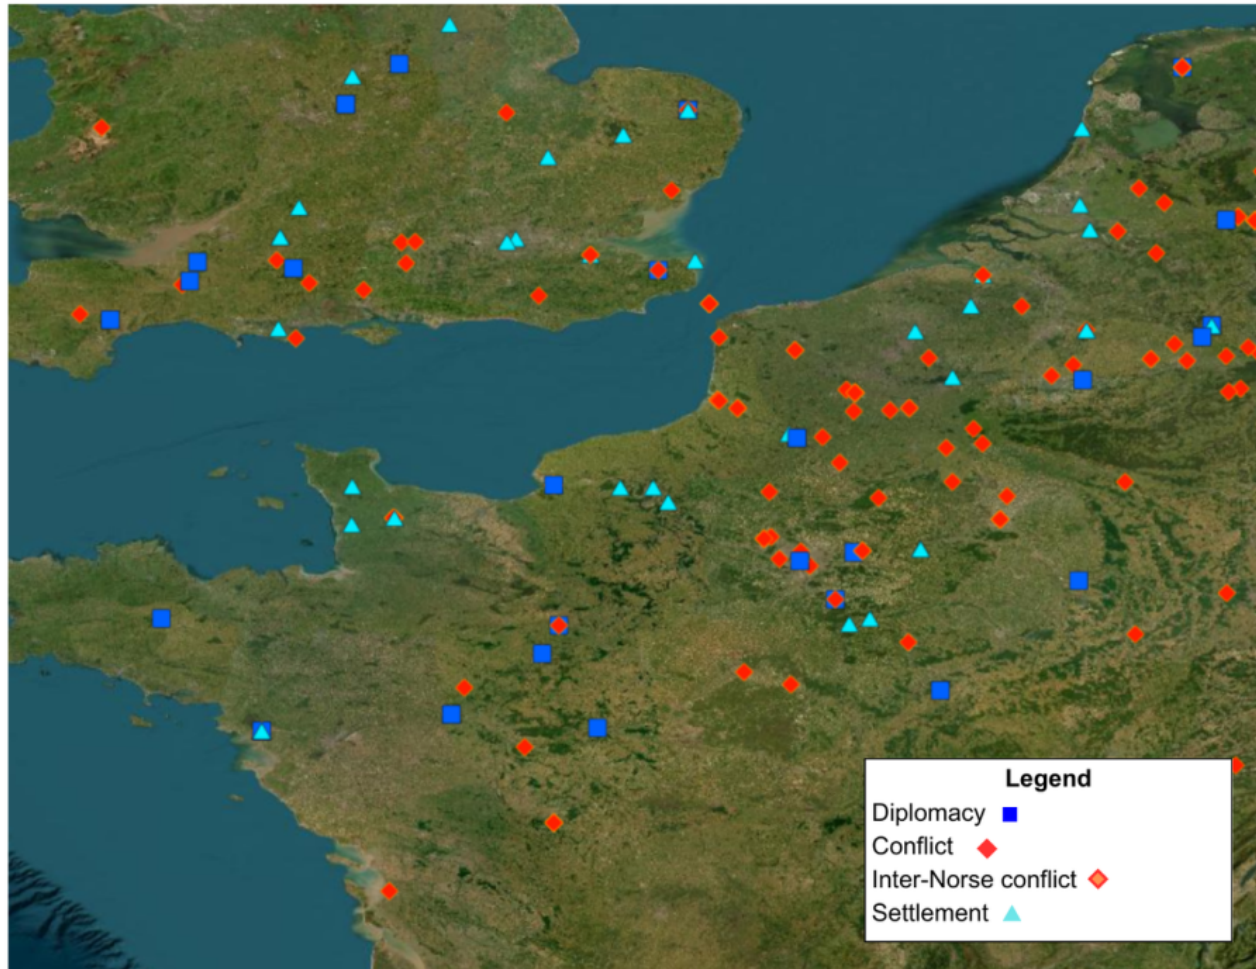 Legend
Diplomacy
Conflict
Inter-Norse conflict
Settlement